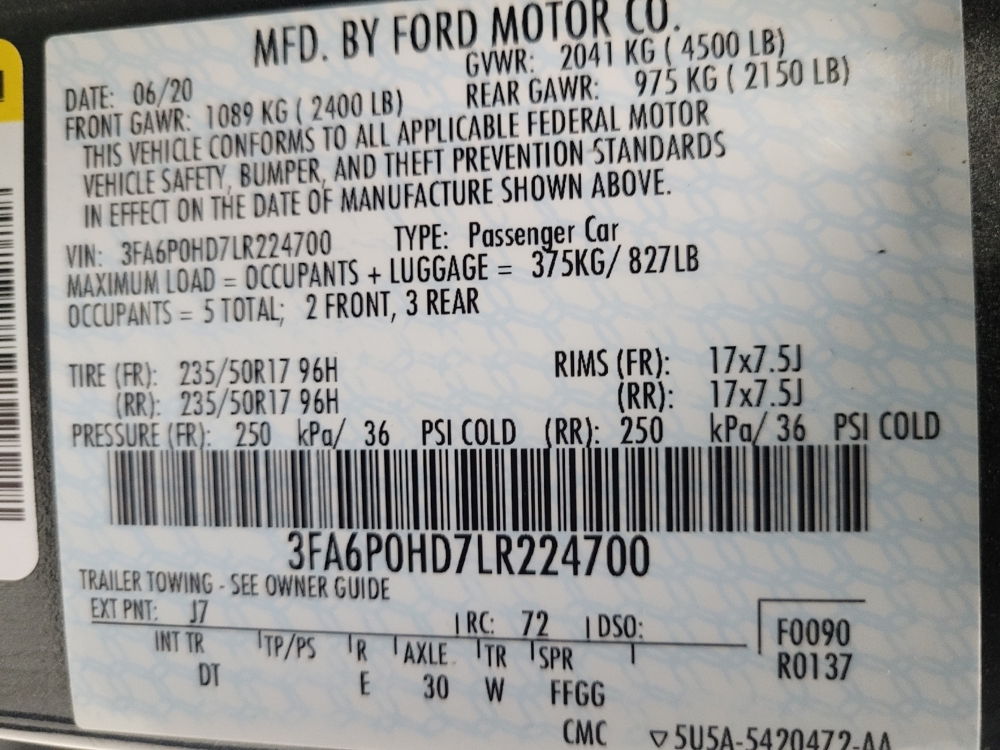 MFD. BY FORD MOTOR CO.
DATE: 06/20 GVWR: 2041 KG ( 4500 LB)
FRONT GAWR: 1089 KG ( 2400 LB) REAR GAWR: 975 KG ( 2150 LB)
THIS VEHICLE CONFORMS TO ALL APPLICABLE FEDERAL MOTOR
VEHICLE SAFETY, BUMPER, AND THEFT PREVENTION STANDARDS
IN EFFECT ON THE DATE OF MANUFACTURE SHOWN ABOVE.
VIN: 3FA6P0HD7LR224700 TYPE: Passenger Car
MAXIMUM LOAD = OCCUPANTS + LUGGAGE = 375KG/ 827LB
OCCUPANTS = 5 TOTAL; 2 FRONT, 3 REAR
TIRE (FR): 235/50R17 96H RIMS (FR): 17x7.5J
(RR): 235/50R17 96H (RR): 17x7.5J
PRESSURE (FR): 250 kPa/ 36 PSI COLD (RR): 250 kPa/ 36 PSI COLD
3FA6P0HD7LR224700
TRAILER TOWING - SEE OWNER GUIDE
EXT PNT: J7 RC: 72 DSO:
F0090
INT TR TP/PS R AXLE TR SPR
R0137
DT E 30 W FFGG
CMC ▽5U5A-5420472-AA